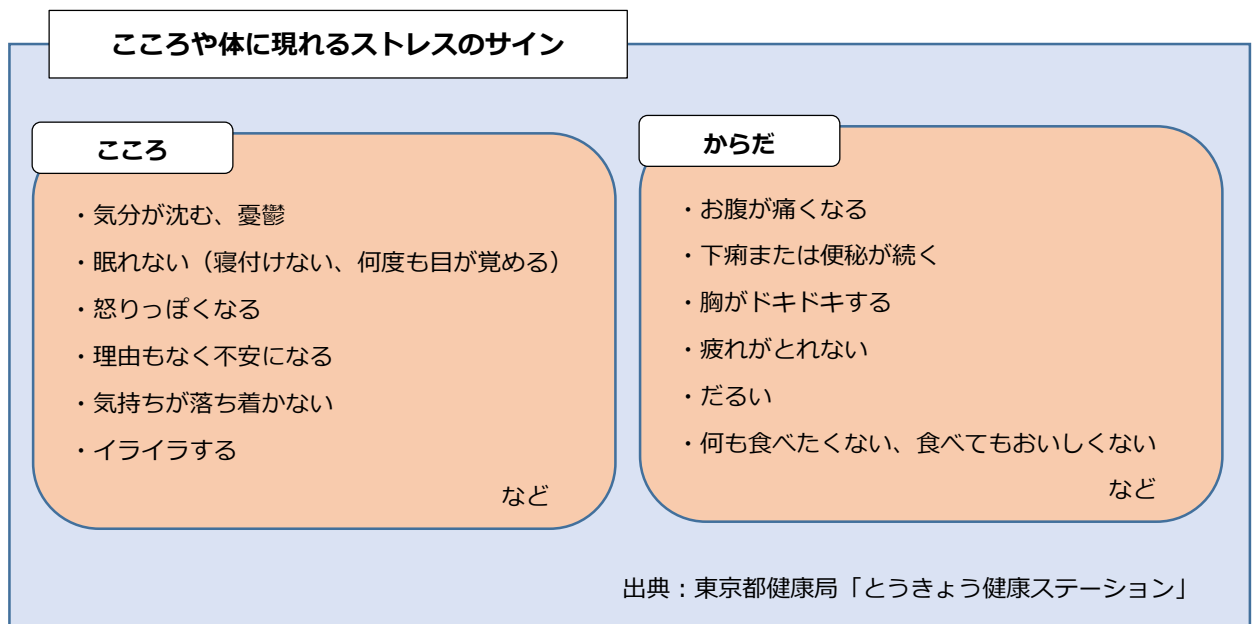 こころや体に現れるストレスのサイン
こころ
・気分が沈む、憂鬱
・眠れない（寝付けない、何度も目が覚める）
・怒りっぽくなる
・理由もなく不安になる
・気持ちが落ち着かない
・イライラする
など
からだ
・お腹が痛くなる
・下痢または便秘が続く
・胸がドキドキする
・疲れがとれない
・だるい
・何も食べたくない、食べてもおいしくない
など
出典：東京都健康局「とうきょう健康ステーション」